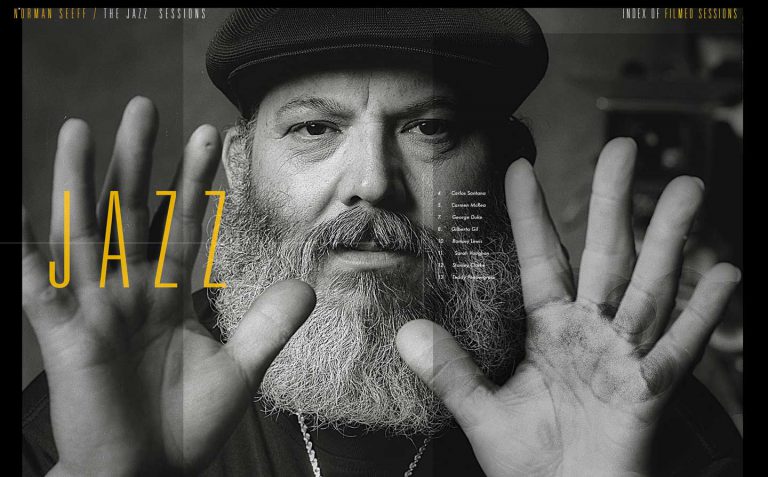 NORMAN SEEFF / THE JAZZ SESSIONS
INDEX OF FILMED SESSIONS
JAZZ
4. Carlos Santana
5. Carmen McRea
7. George Duke
8. Gilberto Gil
10. Ramsey Lewis
11. Sarah Vaughan
12. Stanley Clarke
13. Teddy Pendergrass